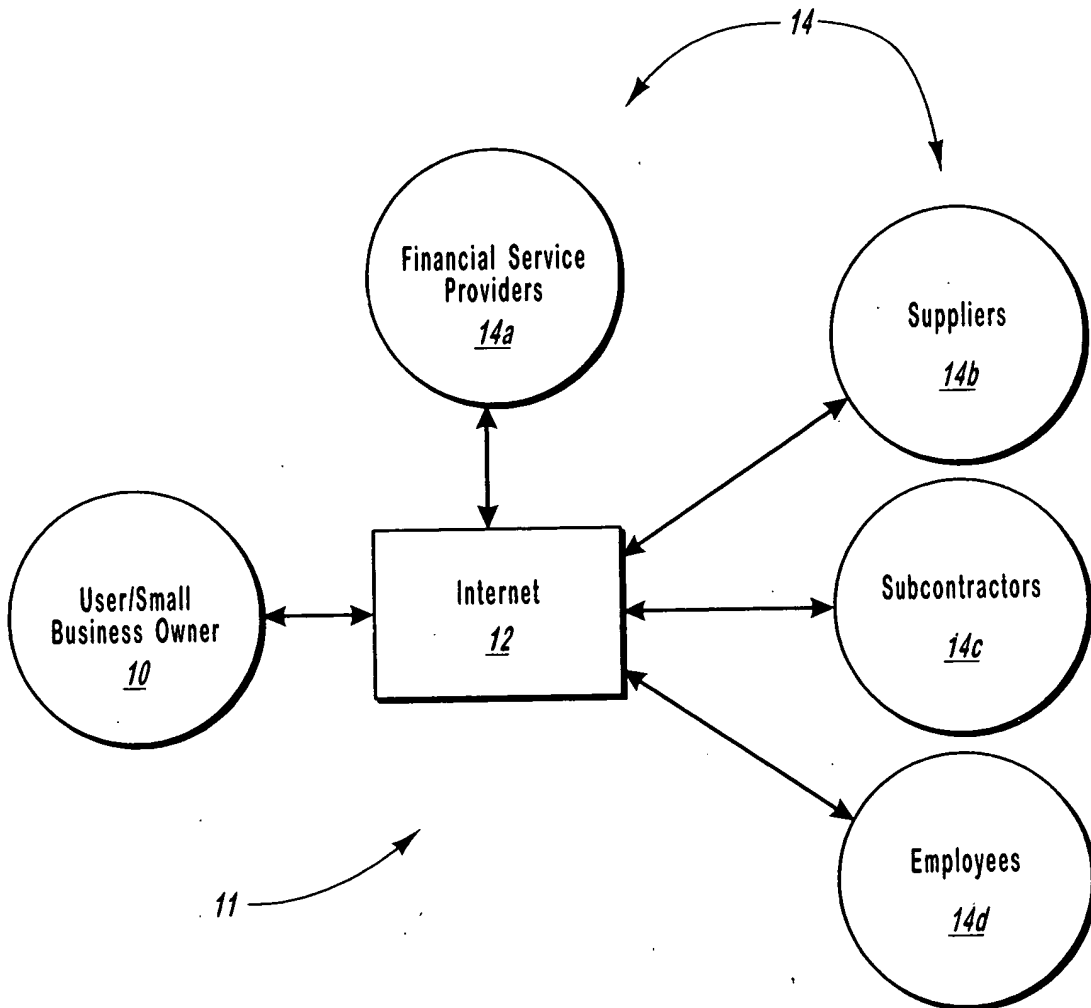 14
Financial Service
Providers
14a
Suppliers
14b
User/Small
Business Owner
10
Internet
12
Subcontractors
14c
Employees
14d
11